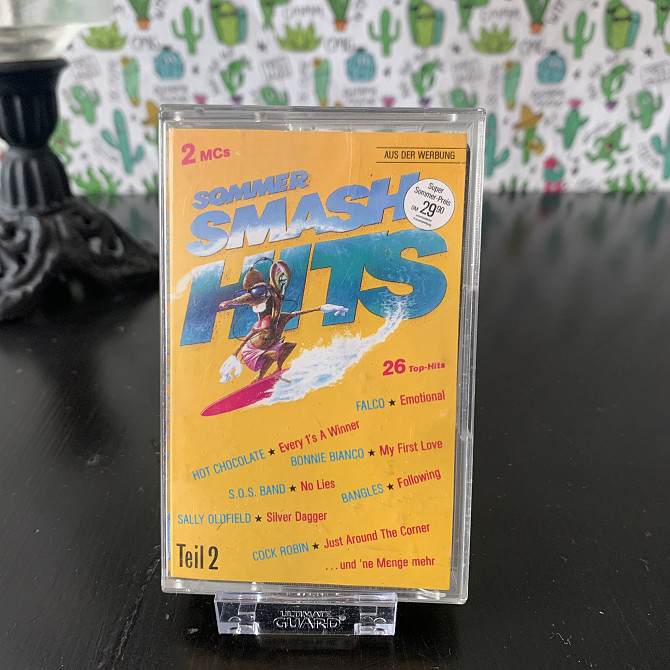 2 MCs
AUS DER WERBUNG
SOMMER
SMASH
HITS
Super
Sommer-Preis
DM 29.90
26 Top-Hits
FALCO ★ Emotional
HOT CHOCOLATE ★ Every 1's A Winner
BONNIE BIANCO ★ My First Love
S.O.S. BAND ★ No Lies
BANGLES ★ Following
SALLY OLDFIELD ★ Silver Dagger
COCK ROBIN ★ Just Around The Corner
Teil 2
...und 'ne Menge mehr
ULTIMATE
GUARD